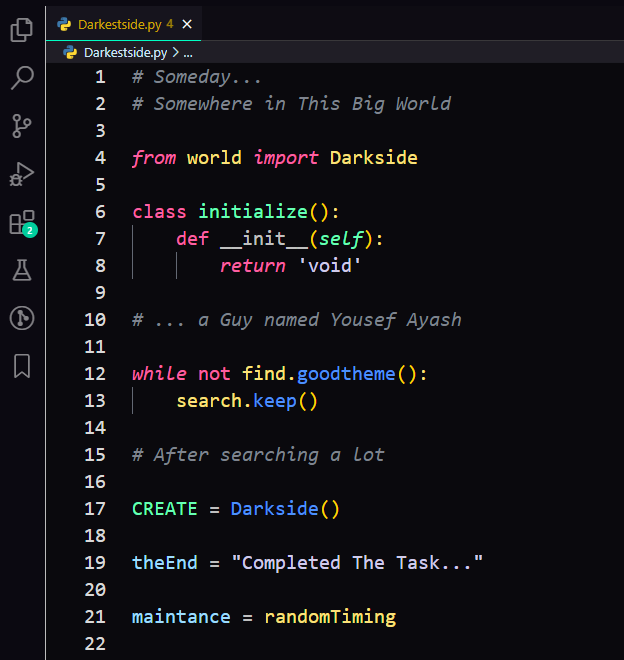 Darkestside.py 4
Darkestside.py > ...
1 # Someday...
2 # Somewhere in This Big World
3
4 from world import Darkside
5
6 class initialize():
7     def __init__(self):
8         return 'void'
9
10 # ... a Guy named Yousef Ayash
11
12 while not find.goodtheme():
13     search.keep()
14
15 # After searching a lot
16
17 CREATE = Darkside()
18
19 theEnd = "Completed The Task..."
20
21 maintance = randomTiming
22
2